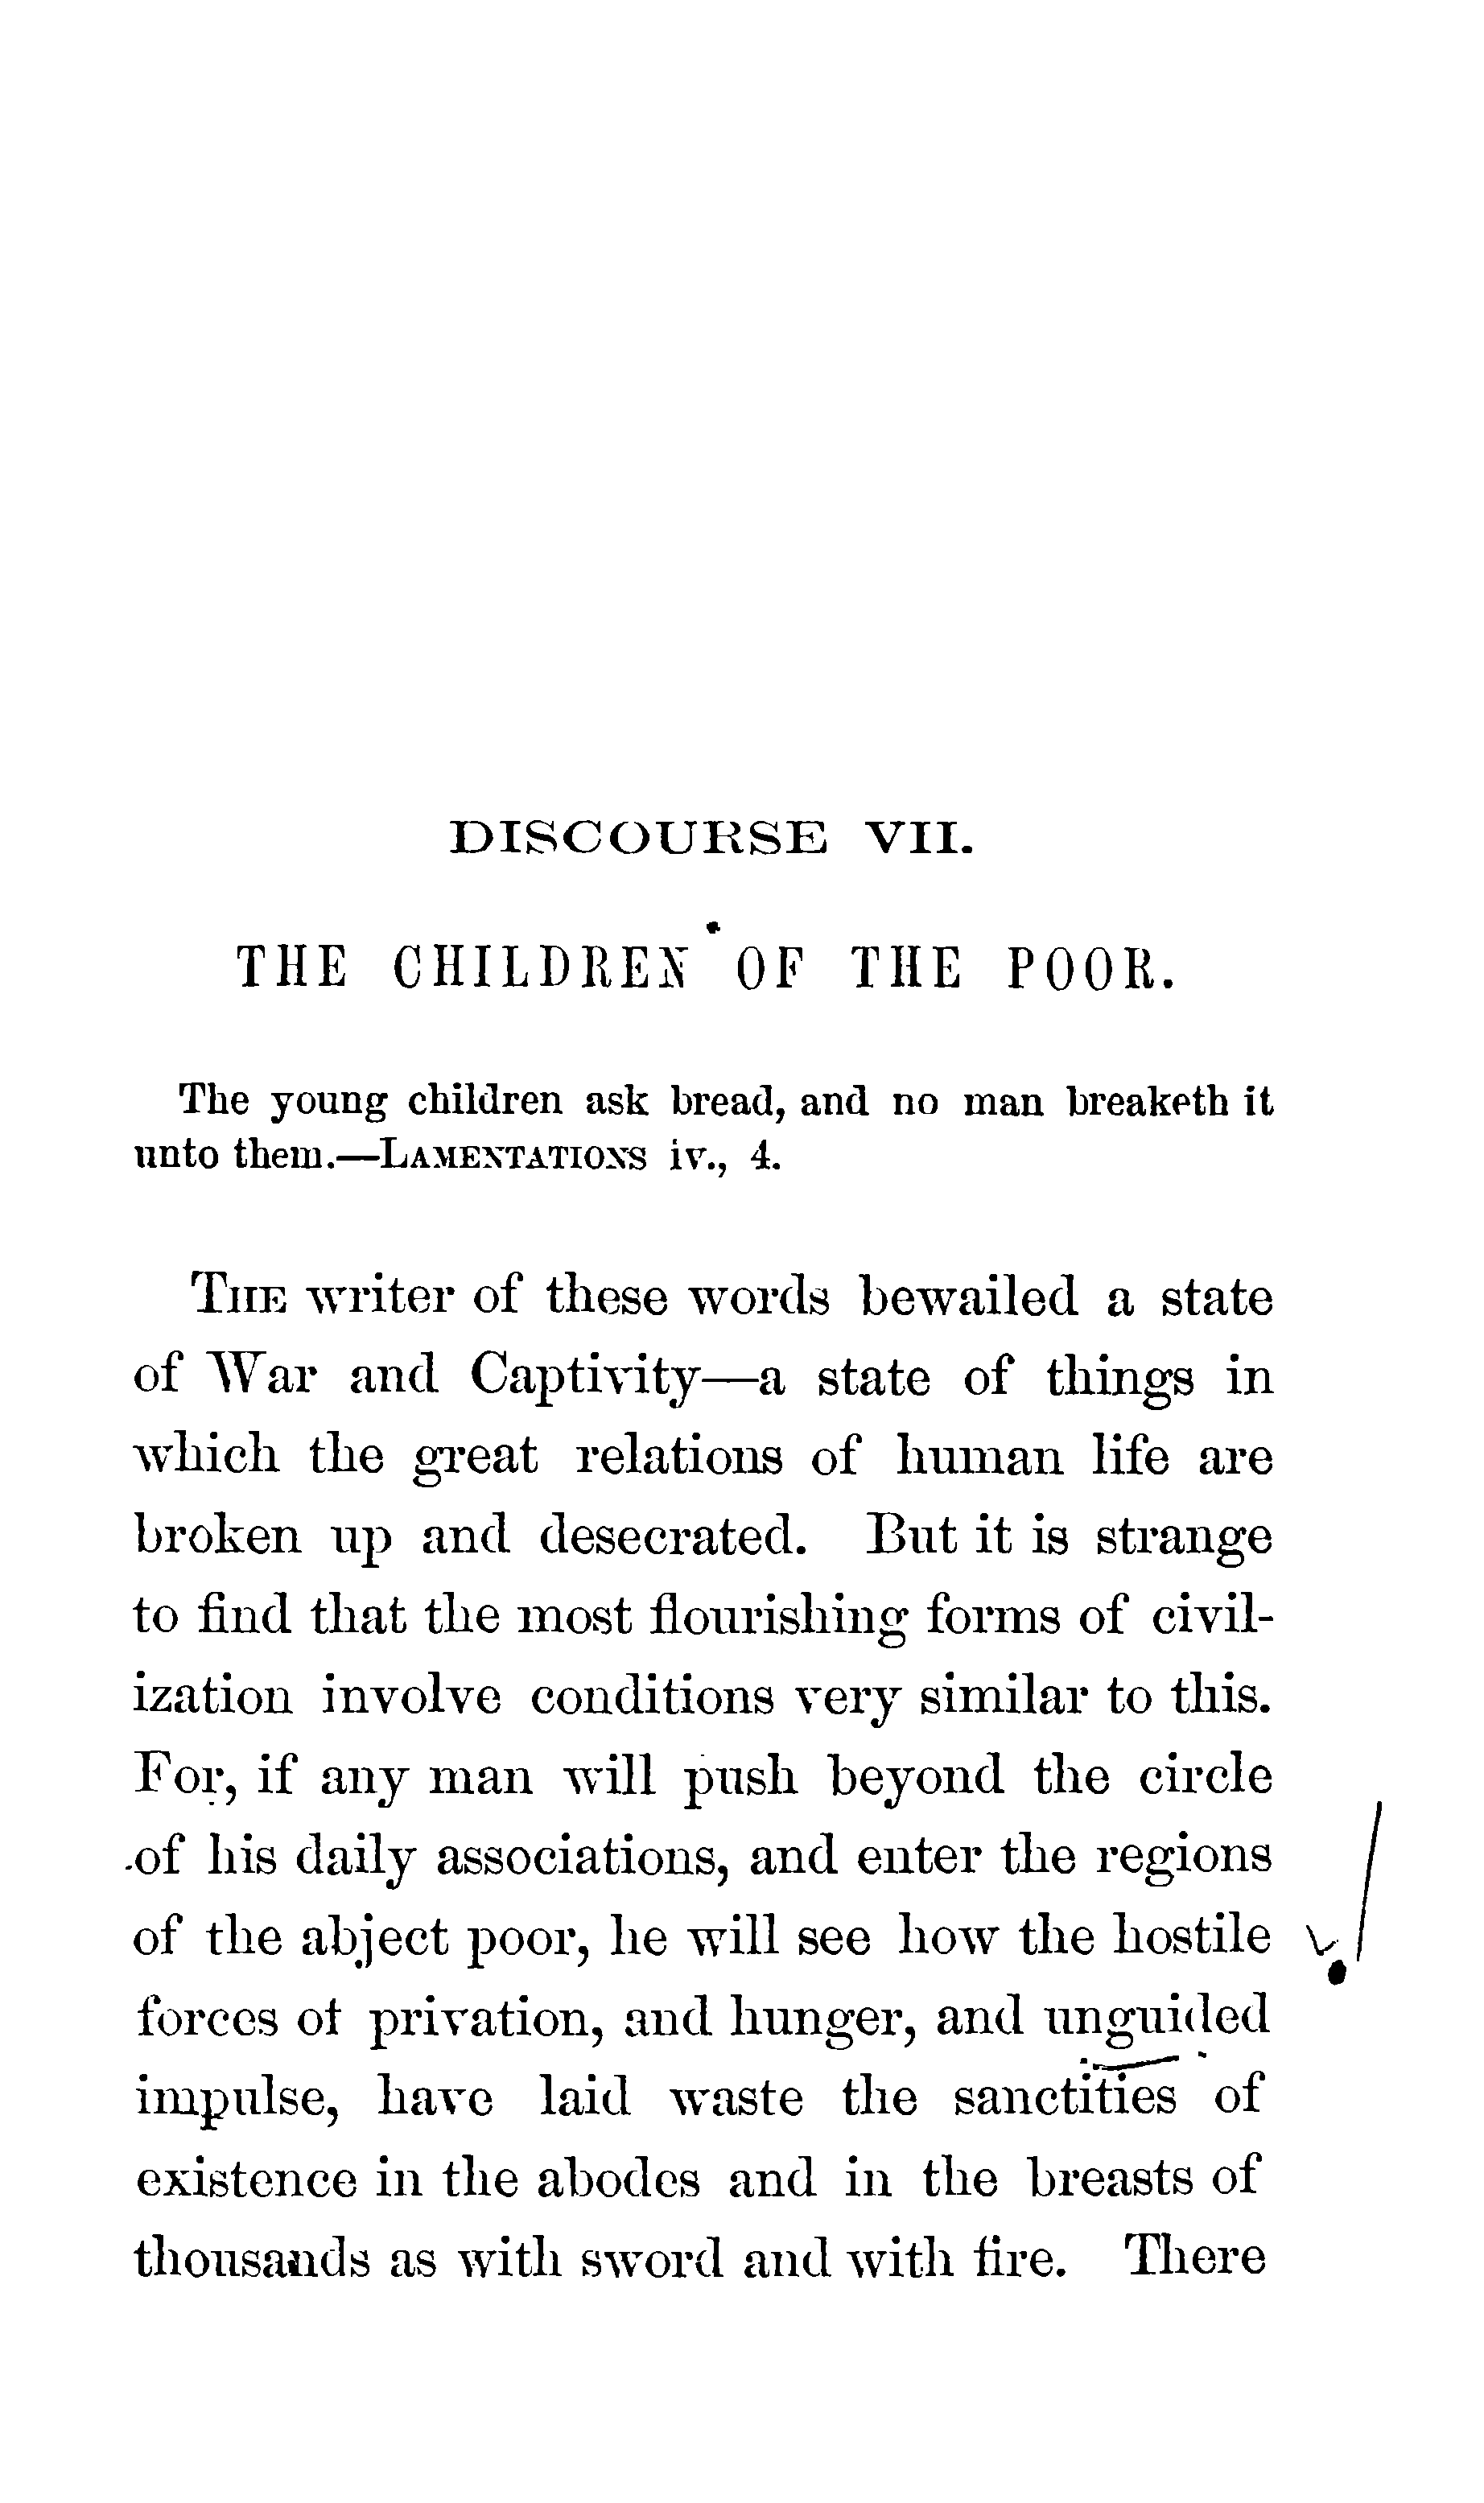 DISCOURSE VII.
THE CHILDREN OF THE POOR.
The young children ask bread, and no man breaketh it
unto them.—LAMENTATIONS iv., 4.
THE writer of these words bewailed a state
of War and Captivity—a state of things in
which the great relations of human life are
broken up and desecrated. But it is strange
to find that the most flourishing forms of civil-
ization involve conditions very similar to this.
For, if any man will push beyond the circle
of his daily associations, and enter the regions
of the abject poor, he will see how the hostile
forces of privation, and hunger, and unguided
impulse, have laid waste the sanctities of
existence in the abodes and in the breasts of
thousands as with sword and with fire. There